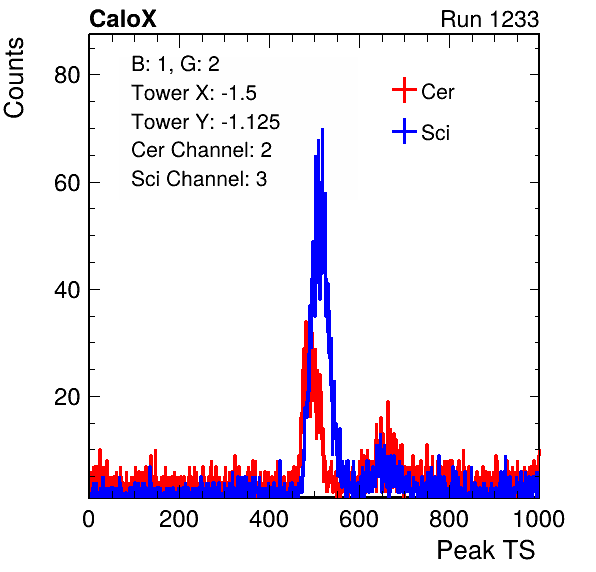 CaloX Run 1233
Counts
B: 1, G: 2
Tower X: -1.5
Tower Y: -1.125
Cer Channel: 2
Sci Channel: 3
Cer
Sci
80
60
40
20
0 200 400 600 800 1000
Peak TS